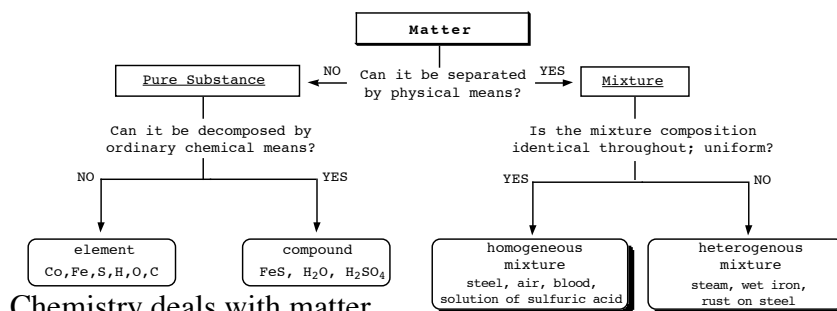 Matter
Can it be separated
by physical means?
NO
YES
Pure Substance
Mixture
Can it be decomposed by
ordinary chemical means?
Is the mixture composition
identical throughout; uniform?
NO
YES
YES
NO
element
Co,Fe,S,H,O,C
compound
FeS, H₂O, H₂SO₄
homogeneous
mixture
steel, air, blood,
solution of sulfuric acid
heterogeneous
mixture
steam, wet iron,
rust on steel
Chemistry deals with matter